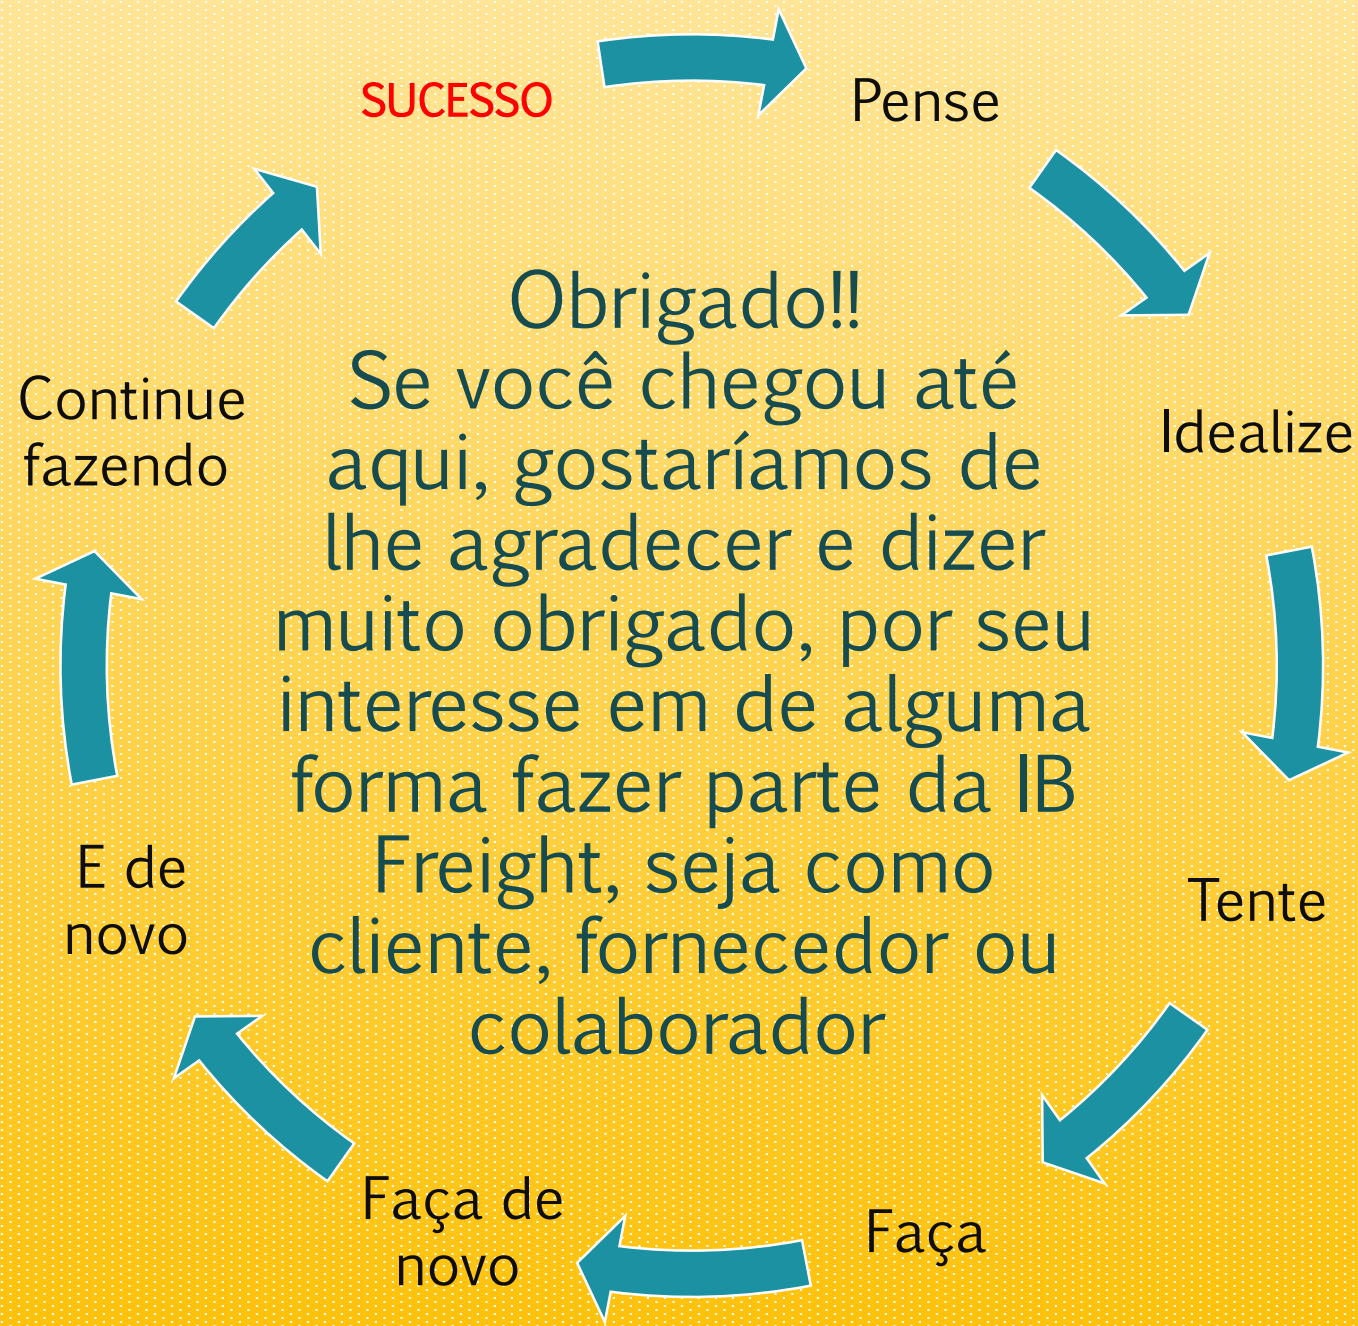 SUCESSO
Pense
Idealize
Tente
Faça
Faça de
novo
E de
novo
Continue
fazendo
Obrigado!!
Se você chegou até
aqui, gostaríamos de
lhe agradecer e dizer
muito obrigado, por seu
interesse em de alguma
forma fazer parte da IB
Freight, seja como
cliente, fornecedor ou
colaborador